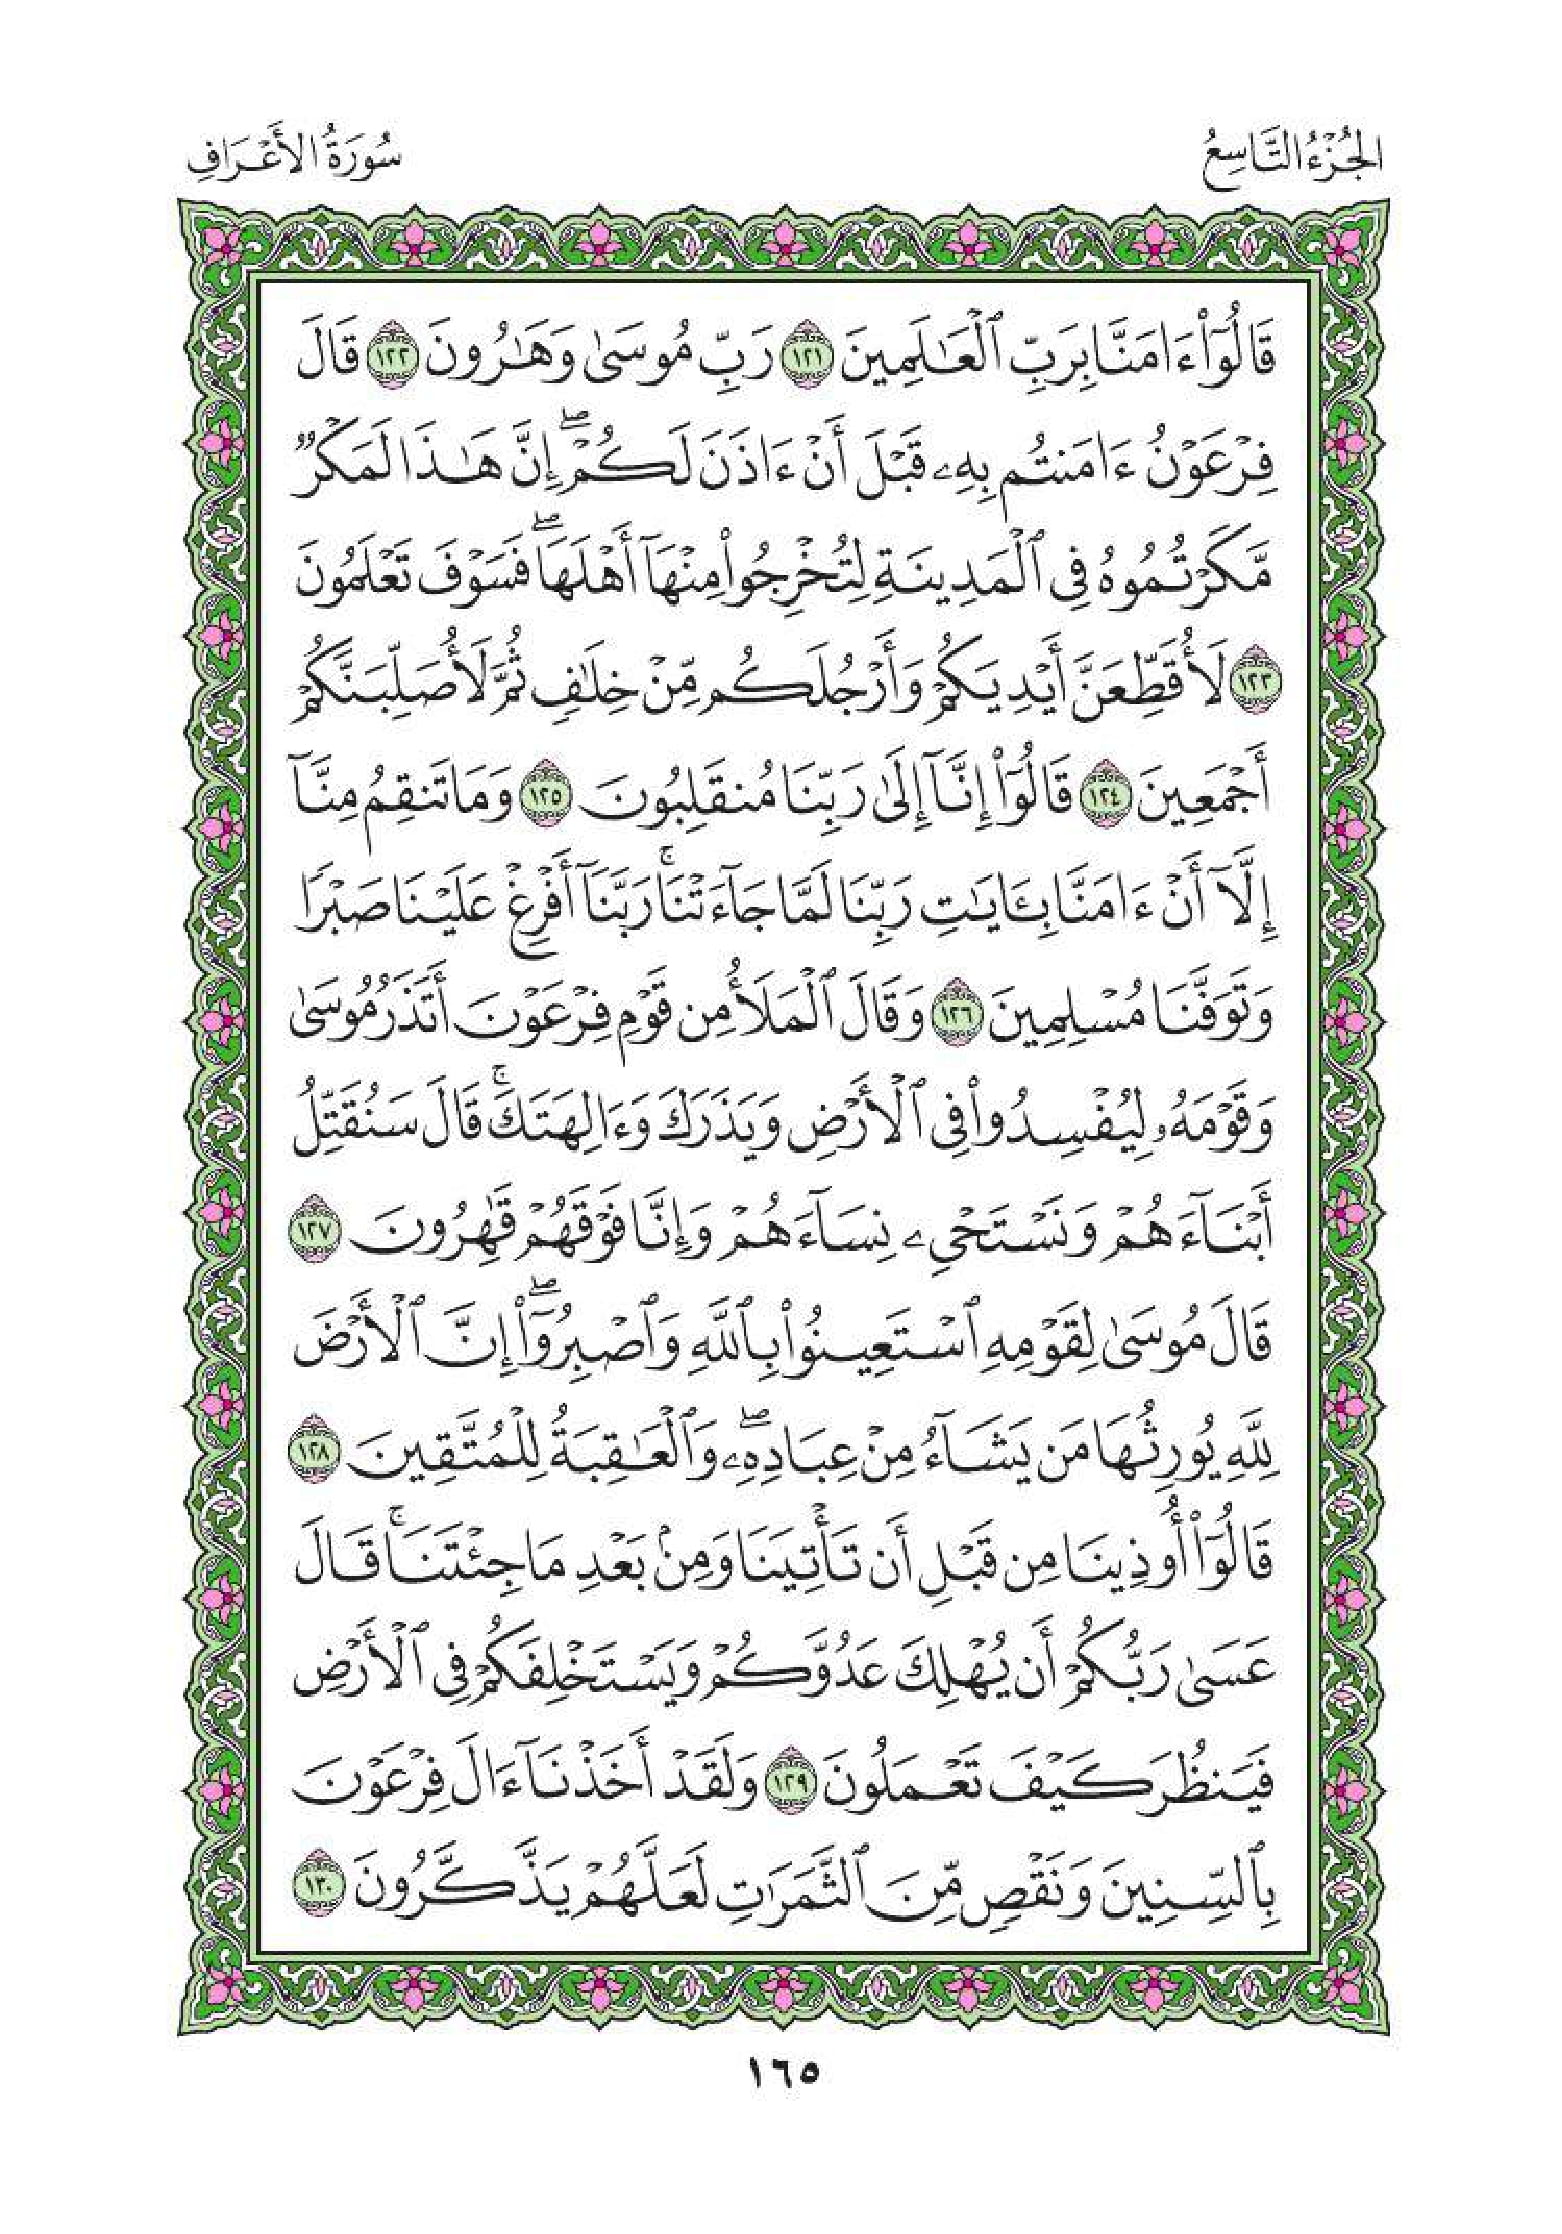 الجُزْءُ التَّاسِعُ
سُورَةُ الأَعْرَافِ
قَالُوٓا۟ ءَامَنَّا بِرَبِّ ٱلْعَـٰلَمِينَ ١٢١ رَبِّ مُوسَىٰ وَهَـٰرُونَ ١٢٢ قَالَ
فِرْعَوْنُ ءَامَنتُم بِهِۦ قَبْلَ أَنْ ءَاذَنَ لَكُمْ ۖ إِنَّ هَـٰذَا لَمَكْرٌ
مَّكَرْتُمُوهُ فِى ٱلْمَدِينَةِ لِتُخْرِجُوا۟ مِنْهَآ أَهْلَهَا ۖ فَسَوْفَ تَعْلَمُونَ
١٢٣ لَأُقَطِّعَنَّ أَيْدِيَكُمْ وَأَرْجُلَكُم مِّنْ خِلَـٰفٍ ثُمَّ لَأُصَلِّبَنَّكُمْ
أَجْمَعِينَ ١٢٤ قَالُوٓا۟ إِنَّآ إِلَىٰ رَبِّنَا مُنقَلِبُونَ ١٢٥ وَمَا تَنقِمُ مِنَّآ
إِلَّآ أَنْ ءَامَنَّا بِـَٔايَـٰتِ رَبِّنَا لَمَّا جَآءَتْنَا ۚ رَبَّنَآ أَفْرِغْ عَلَيْنَا صَبْرًا
وَتَوَفَّنَا مُسْلِمِينَ ١٢٦ وَقَالَ ٱلْمَلَأُ مِن قَوْمِ فِرْعَوْنَ أَتَذَرُ مُوسَىٰ
وَقَوْمَهُۥ لِيُفْسِدُوا۟ فِى ٱلْأَرْضِ وَيَذَرَكَ وَءَالِهَتَكَ ۚ قَالَ سَنُقَتِّلُ
أَبْنَآءَهُمْ وَنَسْتَحْىِۦ نِسَآءَهُمْ وَإِنَّا فَوْقَهُمْ قَـٰهِرُونَ ١٢٧
قَالَ مُوسَىٰ لِقَوْمِهِ ٱسْتَعِينُوا۟ بِٱللَّهِ وَٱصْبِرُوٓا۟ ۖ إِنَّ ٱلْأَرْضَ
لِلَّهِ يُورِثُهَا مَن يَشَآءُ مِنْ عِبَادِهِۦ ۖ وَٱلْعَـٰقِبَةُ لِلْمُتَّقِينَ ١٢٨
قَالُوٓا۟ أُوذِينَا مِن قَبْلِ أَن تَأْتِيَنَا وَمِنۢ بَعْدِ مَا جِئْتَنَا ۚ قَالَ
عَسَىٰ رَبُّكُمْ أَن يُهْلِكَ عَدُوَّكُمْ وَيَسْتَخْلِفَكُمْ فِى ٱلْأَرْضِ
فَيَنظُرَ كَيْفَ تَعْمَلُونَ ١٢٩ وَلَقَدْ أَخَذْنَآ ءَالَ فِرْعَوْنَ
بِٱلسِّنِينَ وَنَقْصٍ مِّنَ ٱلثَّمَرَٰتِ لَعَلَّهُمْ يَذَّكَّرُونَ ١٣٠
١٦٥